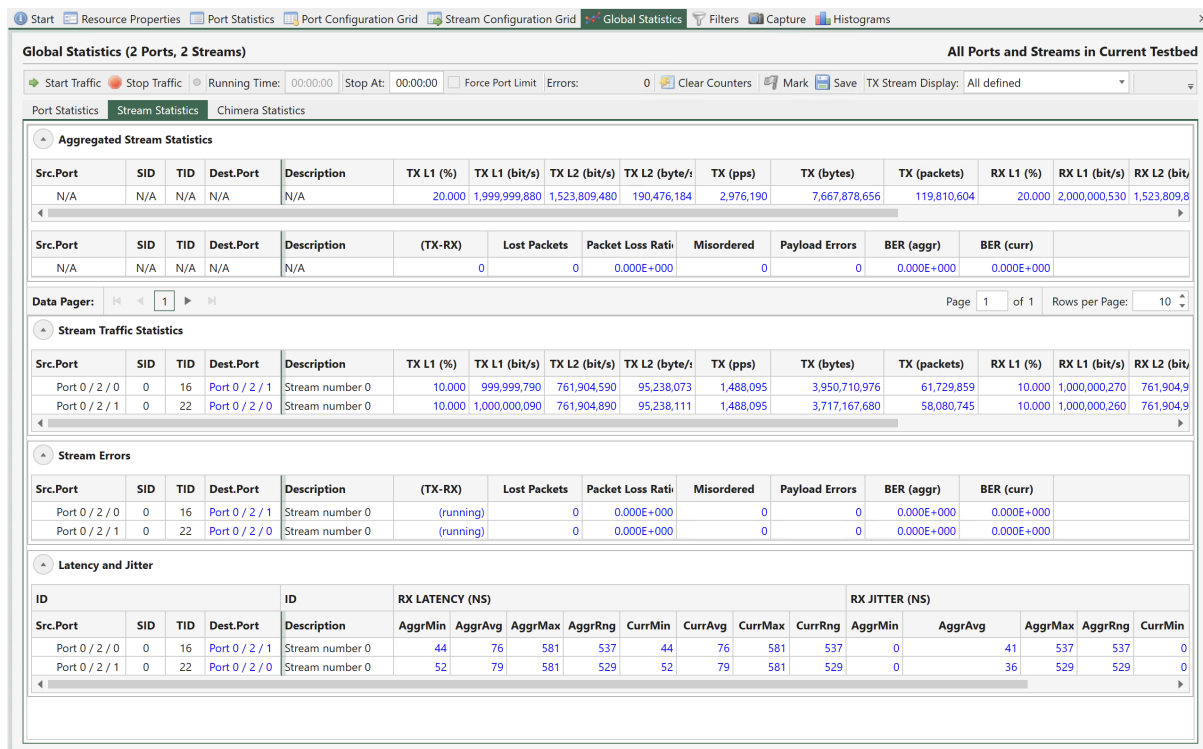 Start Resource Properties Port Statistics Port Configuration Grid Stream Configuration Grid Global Statistics Filters Capture Histograms
Global Statistics (2 Ports, 2 Streams) All Ports and Streams in Current Testbed
Start Traffic Stop Traffic Running Time: 00:00:00 Stop At: 00:00:00 Force Port Limit Errors: 0 Clear Counters Mark Save TX Stream Display: All defined
Port Statistics Stream Statistics Chimera Statistics
Aggregated Stream Statistics
Src.Port SID TID Dest.Port Description TX L1 (%) TX L1 (bit/s) TX L2 (bit/s) TX L2 (byte/s TX (pps) TX (bytes) TX (packets) RX L1 (%) RX L1 (bit/s) RX L2 (bit/
N/A N/A N/A N/A N/A 20.000 1,999,999,880 1,523,809,480 190,476,184 2,976,190 7,667,878,656 119,810,604 20.000 2,000,000,530 1,523,809,8
Src.Port SID TID Dest.Port Description (TX-RX) Lost Packets Packet Loss Rati Misordered Payload Errors BER (aggr) BER (curr)
N/A N/A N/A N/A N/A 0 0 0.000E+000 0 0 0.000E+000 0.000E+000
Data Pager: 1 Page 1 of 1 Rows per Page: 10
Stream Traffic Statistics
Src.Port SID TID Dest.Port Description TX L1 (%) TX L1 (bit/s) TX L2 (bit/s) TX L2 (byte/s TX (pps) TX (bytes) TX (packets) RX L1 (%) RX L1 (bit/s) RX L2 (bit/
Port 0 / 2 / 0 0 16 Port 0 / 2 / 1 Stream number 0 10.000 999,999,790 761,904,590 95,238,073 1,488,095 3,950,710,976 61,729,859 10.000 1,000,000,270 761,904,9
Port 0 / 2 / 1 0 22 Port 0 / 2 / 0 Stream number 0 10.000 1,000,000,090 761,904,890 95,238,111 1,488,095 3,717,167,680 58,080,745 10.000 1,000,000,260 761,904,9
Stream Errors
Src.Port SID TID Dest.Port Description (TX-RX) Lost Packets Packet Loss Rati Misordered Payload Errors BER (aggr) BER (curr)
Port 0 / 2 / 0 0 16 Port 0 / 2 / 1 Stream number 0 (running) 0 0.000E+000 0 0 0.000E+000 0.000E+000
Port 0 / 2 / 1 0 22 Port 0 / 2 / 0 Stream number 0 (running) 0 0.000E+000 0 0 0.000E+000 0.000E+000
Latency and Jitter
ID ID RX LATENCY (NS) RX JITTER (NS)
Src.Port SID TID Dest.Port Description AggrMin AggrAvg AggrMax AggrRng CurrMin CurrAvg CurrMax CurrRng AggrMin AggrAvg AggrMax AggrRng CurrMin
Port 0 / 2 / 0 0 16 Port 0 / 2 / 1 Stream number 0 44 76 581 537 44 76 581 537 0 41 537 537 0
Port 0 / 2 / 1 0 22 Port 0 / 2 / 0 Stream number 0 52 79 581 529 52 79 581 529 0 36 529 529 0